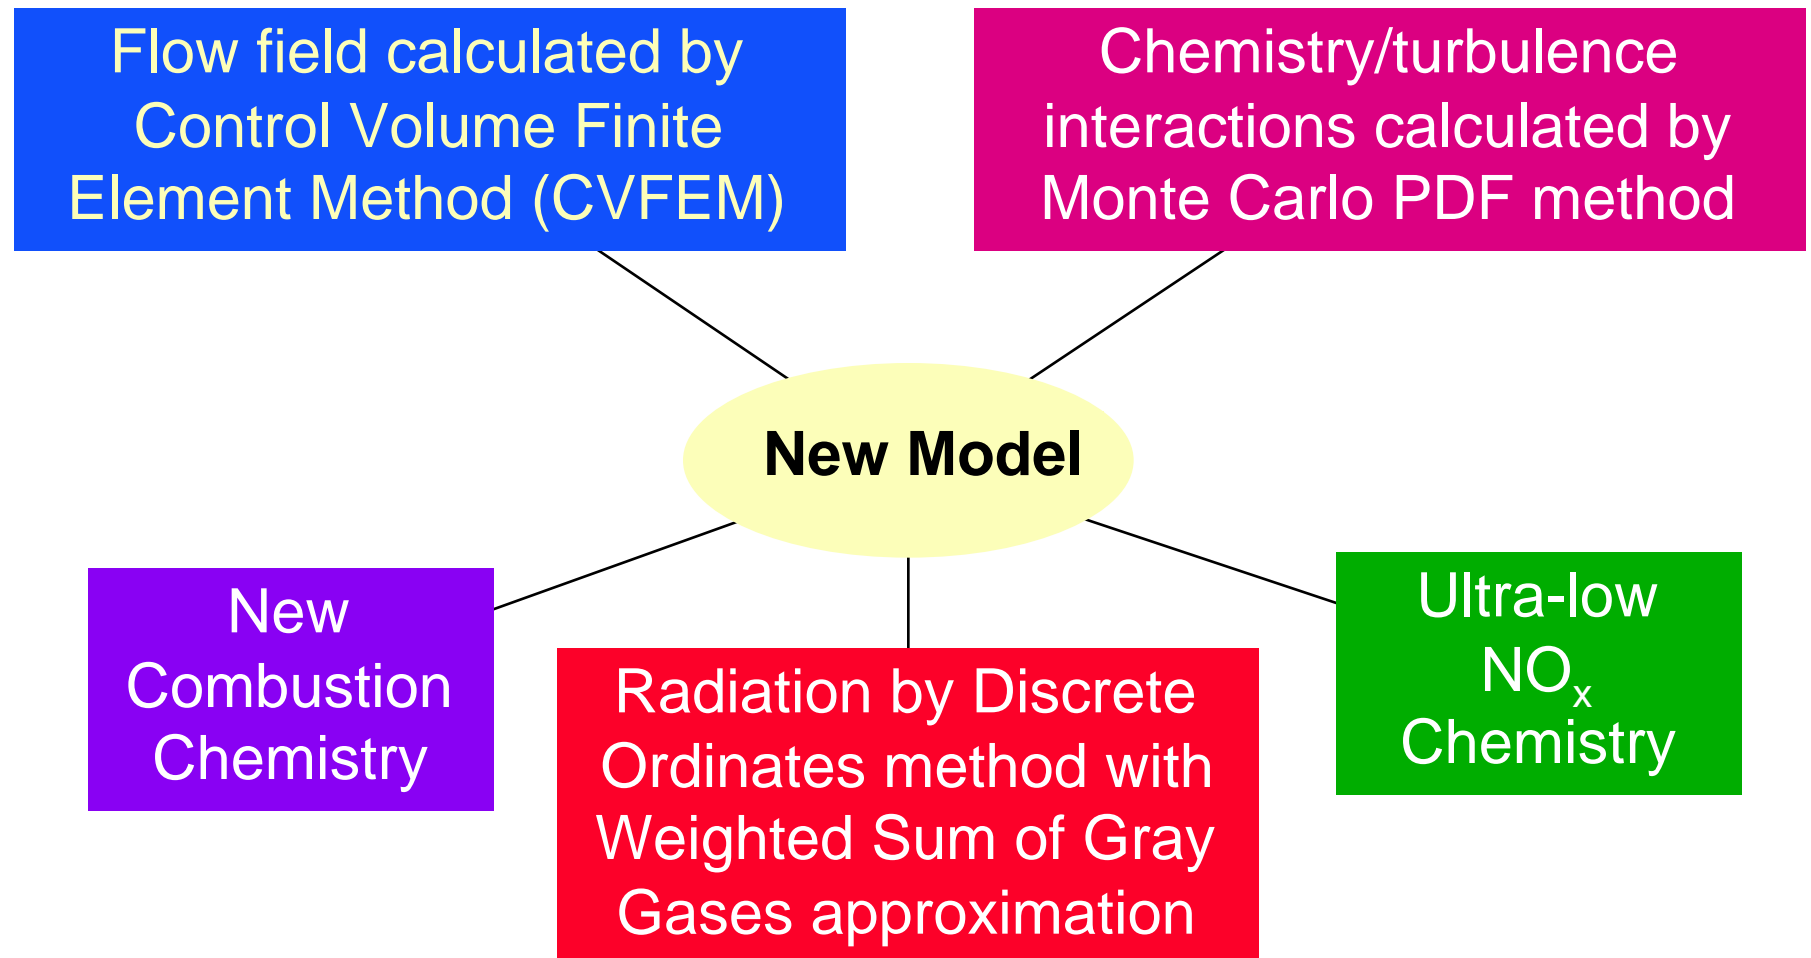 Flow field calculated by
Control Volume Finite
Element Method (CVFEM)
Chemistry/turbulence
interactions calculated by
Monte Carlo PDF method
New Model
New
Combustion
Chemistry
Radiation by Discrete
Ordinates method with
Weighted Sum of Gray
Gases approximation
Ultra-low
NOx
Chemistry